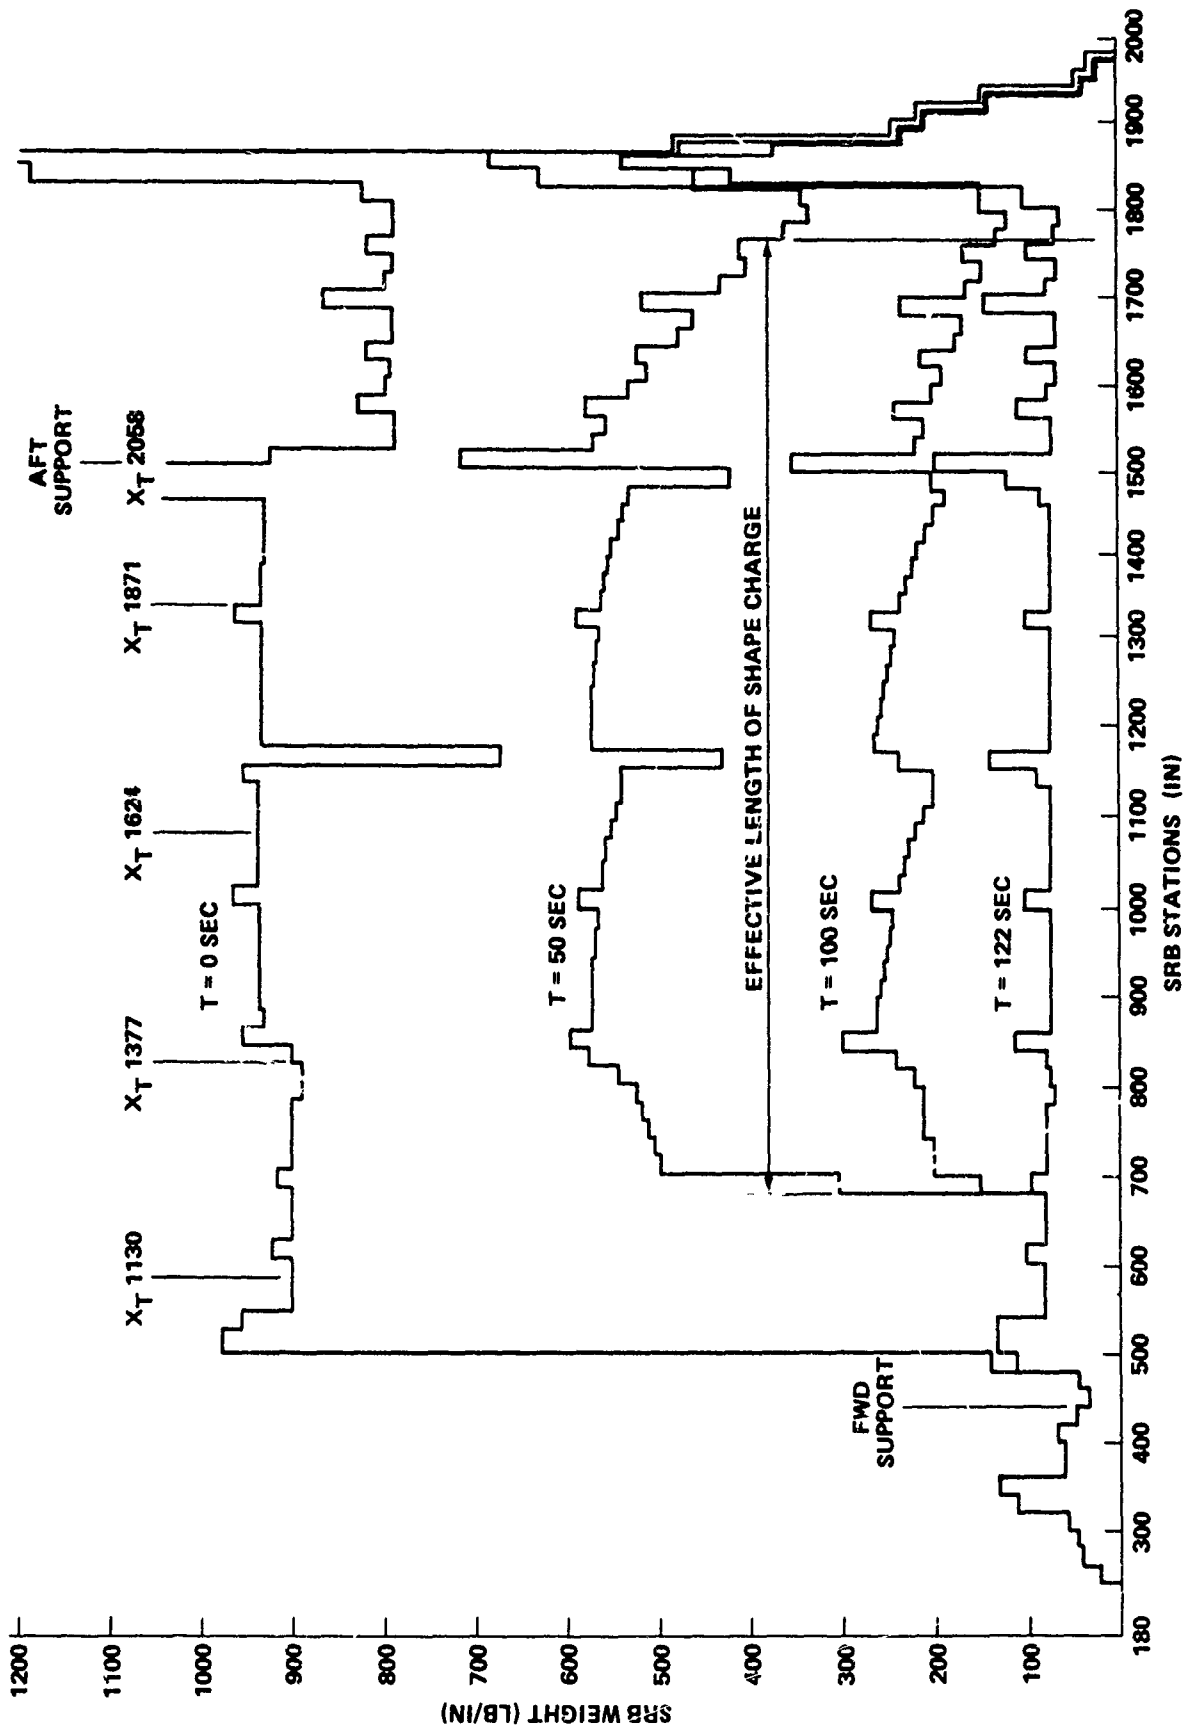 AFT
SUPPORT
X_T 2058
X_T 1871
X_T 1624
X_T 1377
X_T 1130
T = 0 SEC
T = 50 SEC
EFFECTIVE LENGTH OF SHAPE CHARGE
T = 100 SEC
T = 122 SEC
FWD
SUPPORT
SRB WEIGHT (LB/IN)
1200
1100
1000
900
800
700
600
500
400
300
200
100
180
300
400
500
600
700
800
900
1000
1100
1200
1300
1400
1500
1600
1700
1800
1900
2000
SRB STATIONS (IN)